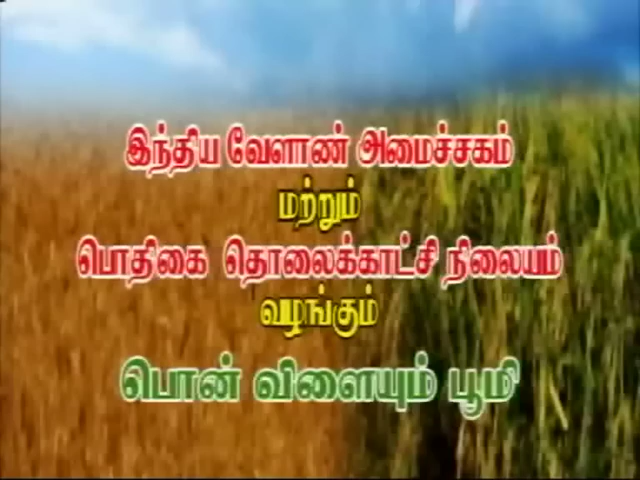 இந்திய வேளாண் அமைச்சகம்
மற்றும்
பொதிகை தொலைக்காட்சி நிலையம்
வழங்கும்
பொன் விளையும் பூமி